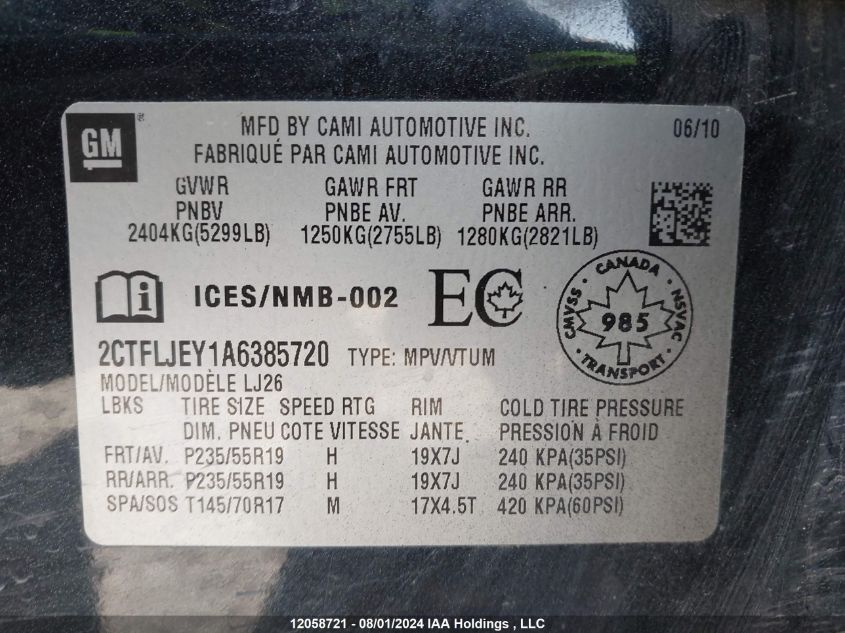 GM
MFD BY CAMI AUTOMOTIVE INC. 06/10
FABRIQUÉ PAR CAMI AUTOMOTIVE INC.
GVWR GAWR FRT GAWR RR
PNBV PNBE AV. PNBE ARR.
2404KG(5299LB) 1250KG(2755LB) 1280KG(2821LB)
i ICES/NMB-002 EC
CANADA CMVSS NSVAC 985
2CTFLJEY1A6385720 TYPE: MPV/VTUM
MODEL/MODÈLE LJ26
LBKS TIRE SIZE SPEED RTG RIM COLD TIRE PRESSURE
DIM. PNEU COTE VITESSE JANTE PRESSION À FROID
FRT/AV. P235/55R19 H 19X7J 240 KPA(35PSI)
RR/ARR. P235/55R19 H 19X7J 240 KPA(35PSI)
SPA/SOS T145/70R17 M 17X4.5T 420 KPA(60PSI)
12058721 - 08/01/2024 IAA Holdings , LLC